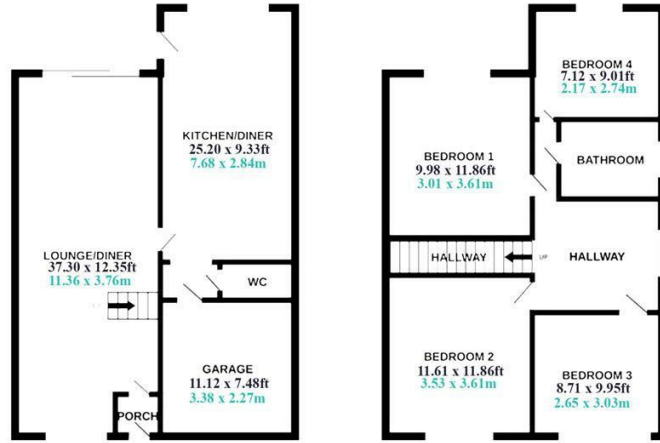 KITCHEN/DINER
25.20 x 9.33ft
7.68 x 2.84m
LOUNGE/DINER
37.30 x 12.35ft
11.36 x 3.76m
WC
GARAGE
11.12 x 7.48ft
3.38 x 2.27m
PORCH
BEDROOM 4
7.12 x 9.01ft
2.17 x 2.74m
BEDROOM 1
9.98 x 11.86ft
3.01 x 3.61m
BATHROOM
HALLWAY
HALLWAY
BEDROOM 2
11.61 x 11.86ft
3.53 x 3.61m
BEDROOM 3
8.71 x 9.95ft
2.65 x 3.03m